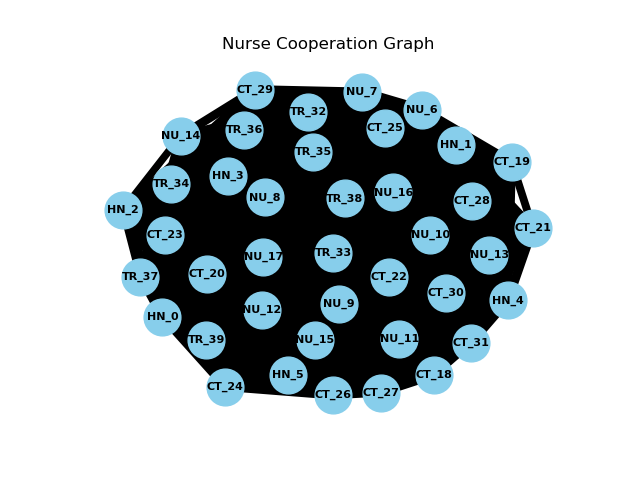 Nurse Cooperation Graph
CT_29
NU_7
NU_6
TR_32
CT_25
TR_36
NU_14
HN_1
TR_35
CT_19
HN_3
TR_34
NU_8
TR_38
NU_16
CT_28
HN_2
CT_21
CT_23
NU_10
NU_13
NU_17
TR_33
CT_20
TR_37
CT_22
CT_30
HN_4
NU_9
NU_12
HN_0
TR_39
NU_15
NU_11
CT_31
HN_5
CT_18
CT_24
CT_26
CT_27